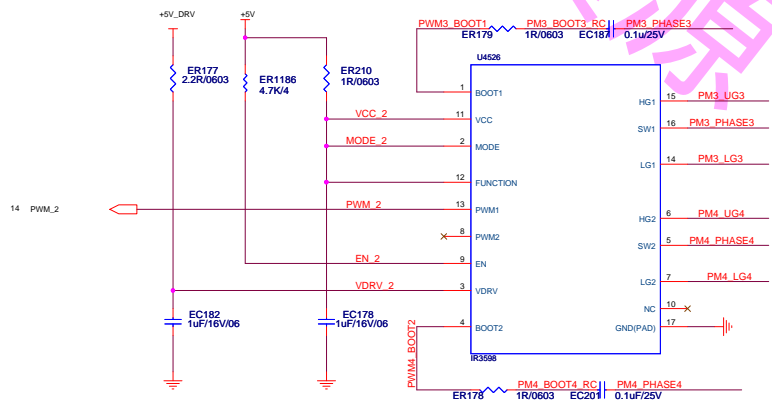 +5V_DRV
+5V
PWM3_BOOT1
PM3_BOOT3_RC
PM3_PHASE3
ER179
1R/0603
EC187
0.1u/25V
源
U4526
ER177
2.2R/0603
ER1186
4.7K/4
ER210
1R/0603
1
BOOT1
HG1
15
PM3_UG3
VCC_2
11
VCC
SW1
16
PM3_PHASE3
MODE_2
2
MODE
LG1
14
PM3_LG3
12
FUNCTION
14 PWM_2
PWM_2
13
PWM1
HG2
6
PM4_UG4
8
PWM2
SW2
5
PM4_PHASE4
EN_2
9
EN
LG2
7
PM4_LG4
VDRV_2
3
VDRV
NC
10
EC182
1uF/16V/06
EC178
1uF/16V/06
4
BOOT2
GND(PAD)
17
PWM4_BOOT2
IR3598
PM4_BOOT4_RC
PM4_PHASE4
ER178
1R/0603
EC201
0.1uF/25V